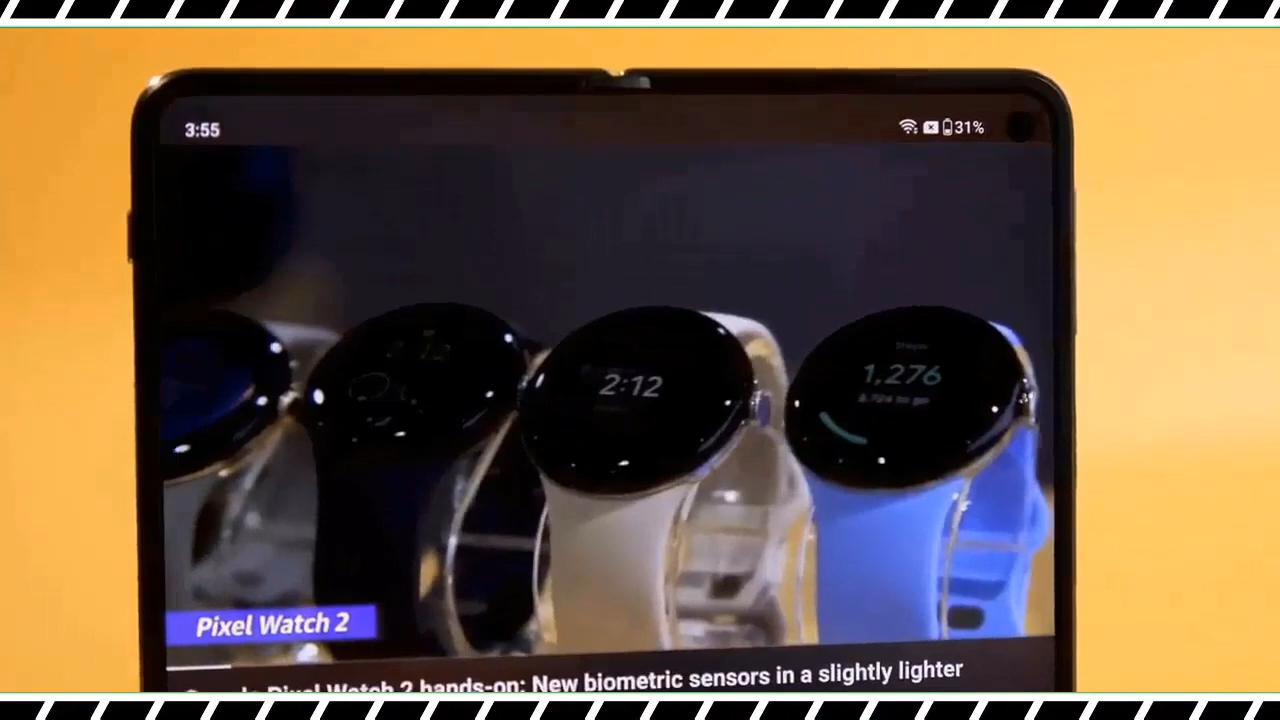 3:55
31%
2:12
1,276
Pixel Watch 2
Pixel Watch 2 hands-on: New biometric sensors in a slightly lighter